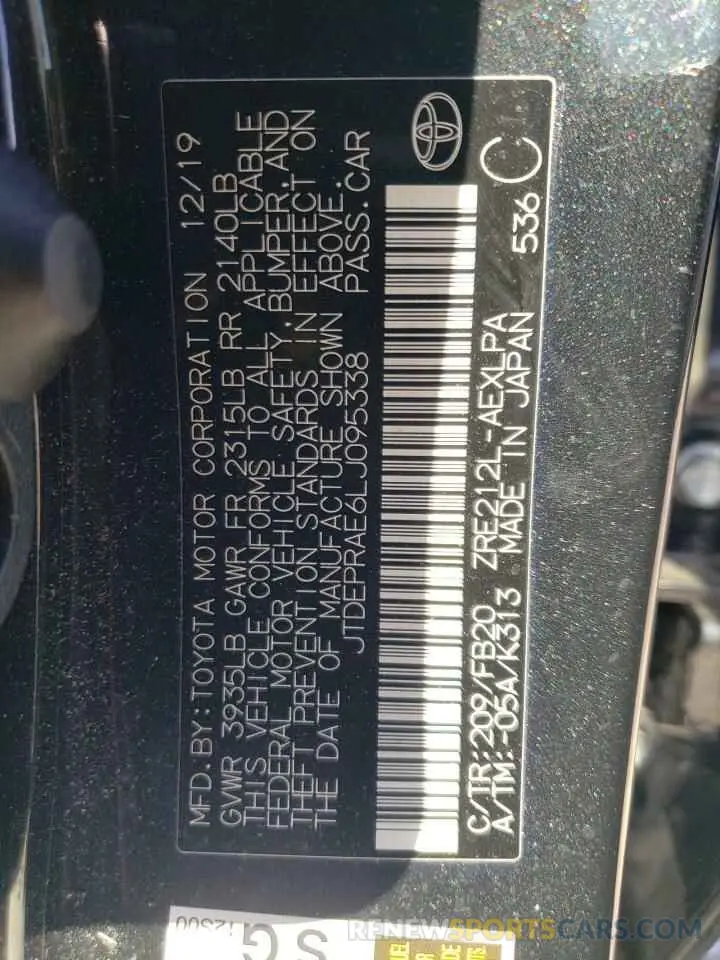 MFD.BY:TOYOTA MOTOR CORPORATION 12/19
GVWR 3935LB GAWR FR 2315LB RR 2140LB
THIS VEHICLE CONFORMS TO ALL APPLICABLE
FEDERAL MOTOR VEHICLE SAFETY, BUMPER, AND
THEFT PREVENTION STANDARDS IN EFFECT ON
THE DATE OF MANUFACTURE SHOWN ABOVE.
JTDEPRAE6LJ095338 PASS.CAR
C/TR:209/FB20 ZRE212L-AEXLPA 536 C
A/TM:-05A/K313 MADE IN JAPAN
RENEWSPORTSCARS.COM